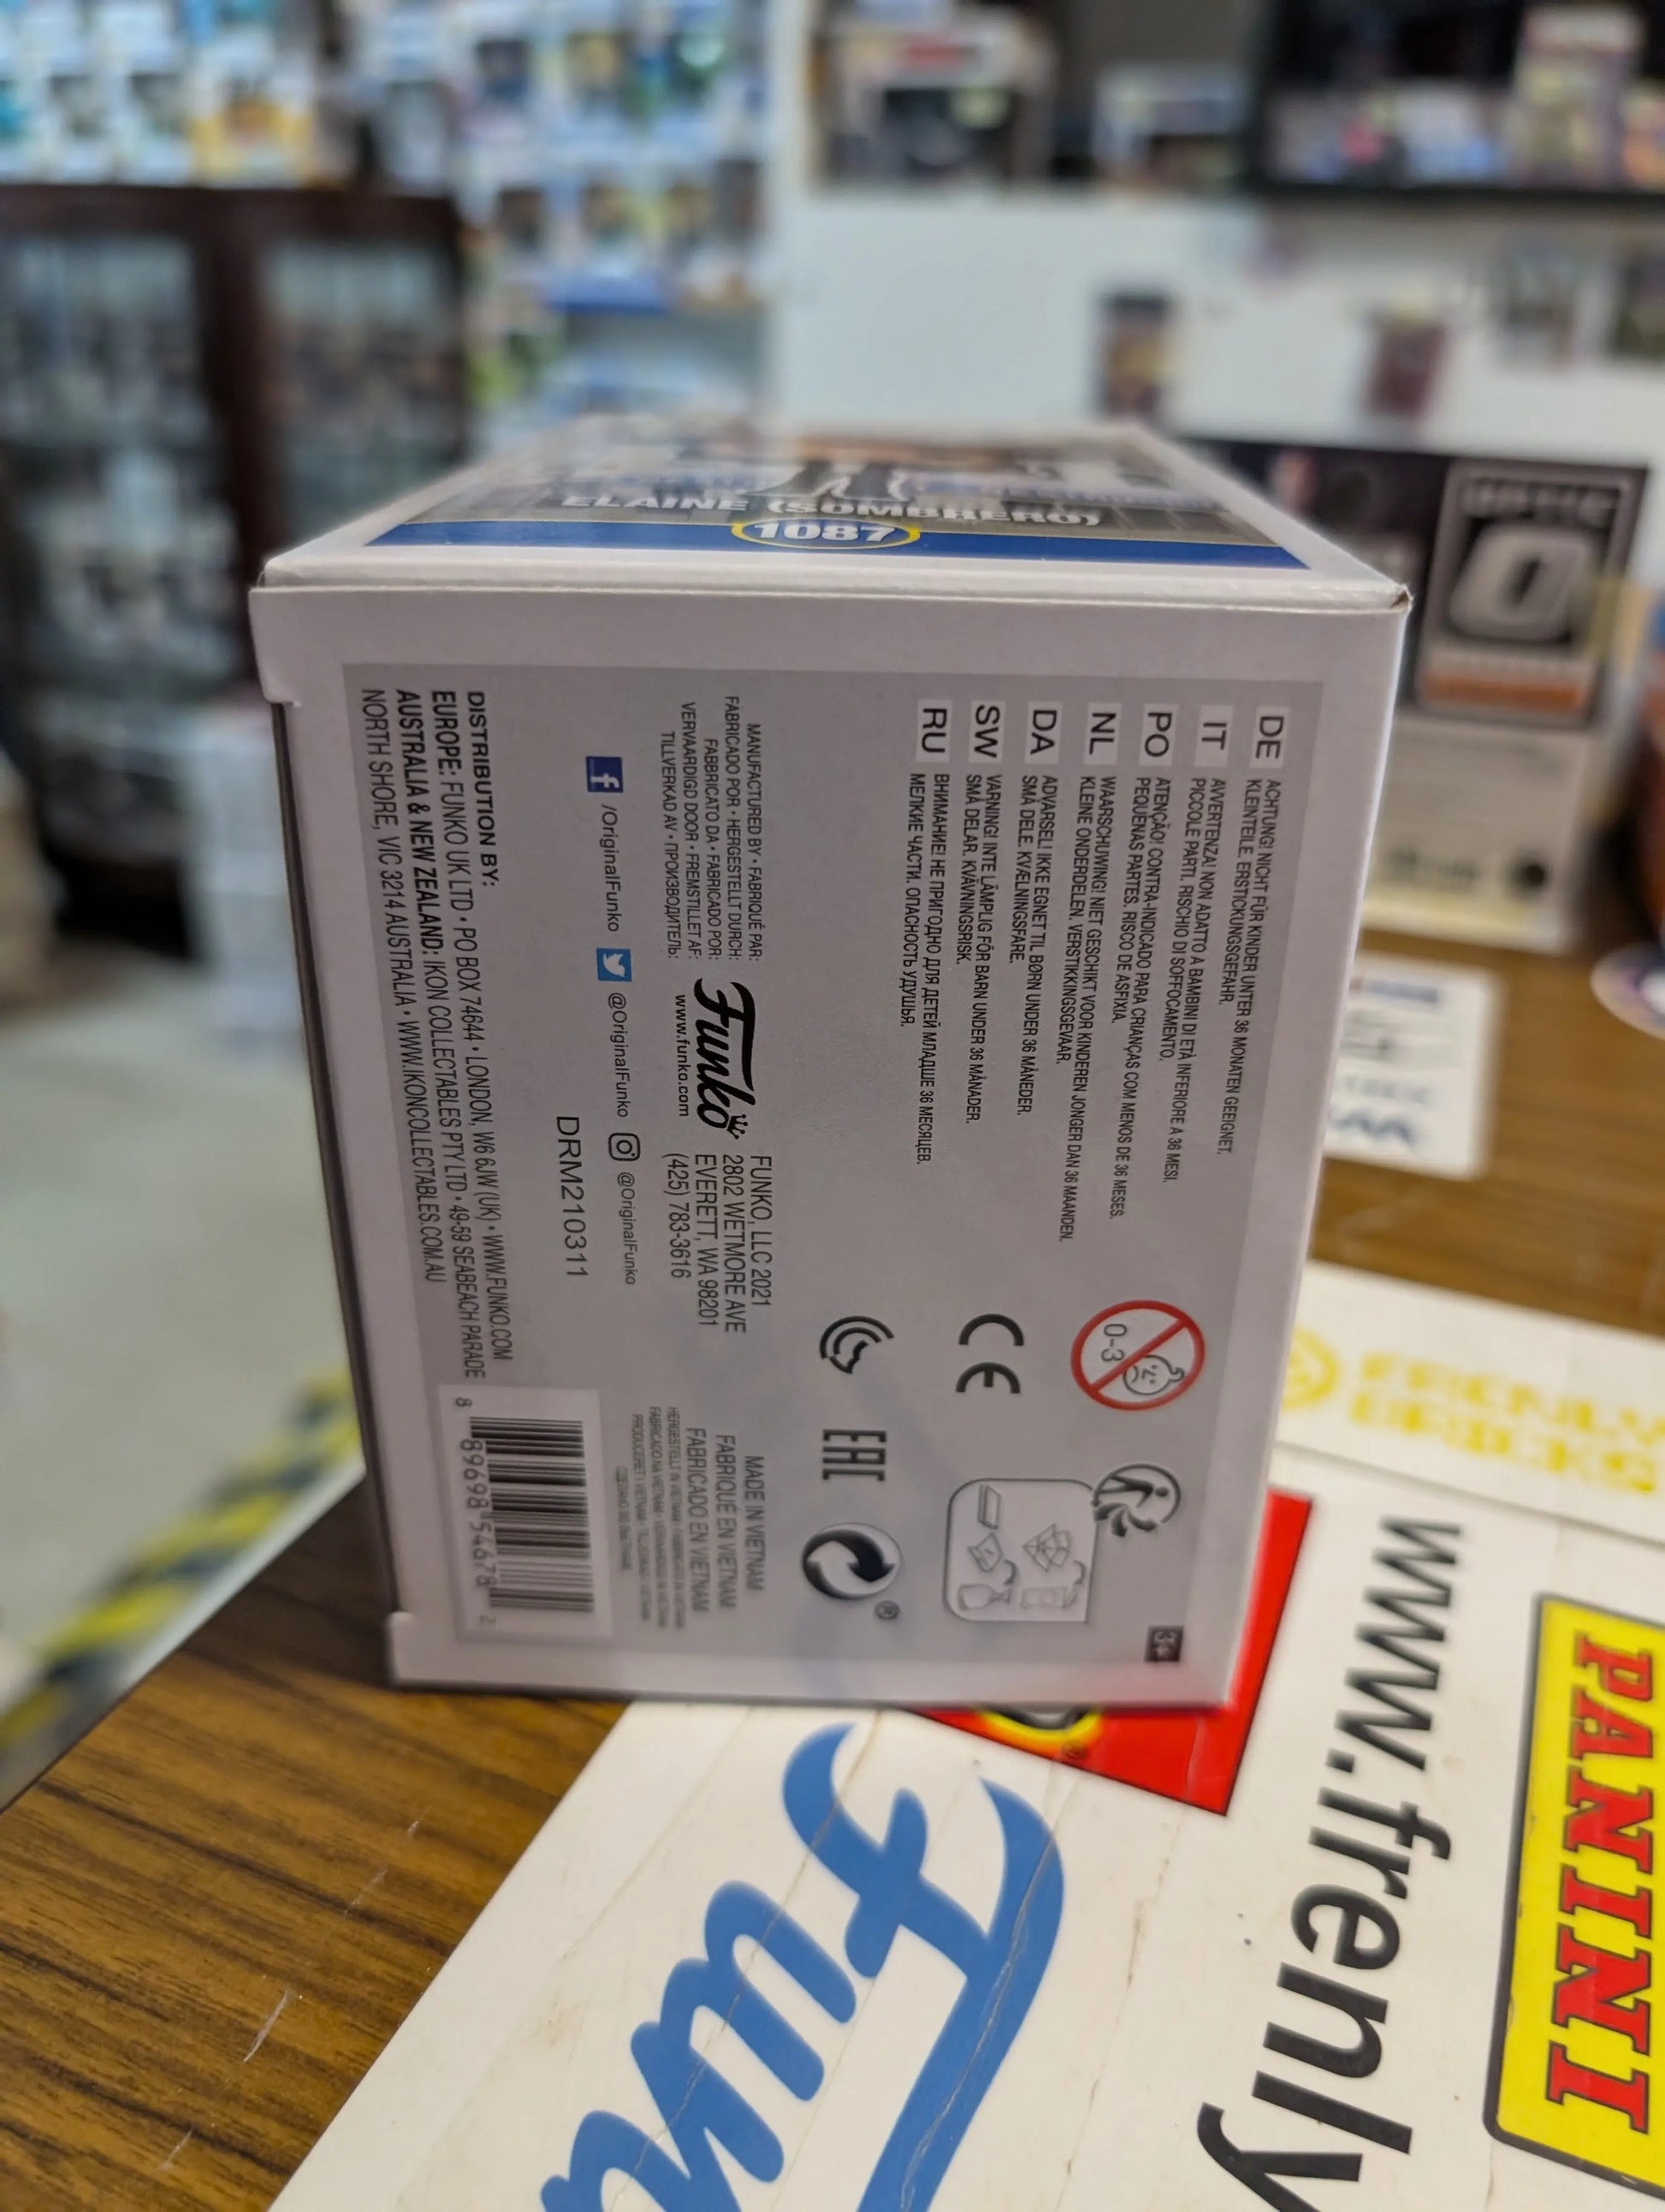 ELAINE (SOMBRERO)
1087
DE ACHTUNG! NICHT FÜR KINDER UNTER 36 MONATEN GEEIGNET.
KLEINTEILE. ERSTICKUNGSGEFAHR.
IT AVVERTENZA! NON ADATTO A BAMBINI DI ETÀ INFERIORE A 36 MESI.
PICCOLE PARTI. RISCHIO DI SOFFOCAMENTO.
PO ATENÇÃO! CONTRA-INDICADO PARA CRIANÇAS COM MENOS DE 36 MESES.
PEQUENAS PARTES. RISCO DE ASFIXIA.
NL WAARSCHUWING! NIET GESCHIKT VOOR KINDEREN JONGER DAN 36 MAANDEN.
KLEINE ONDERDELEN. VERSTIKKINGSGEVAAR.
DA ADVARSEL! IKKE EGNET TIL BØRN UNDER 36 MÅNEDER.
SMÅ DELE. KVÆLNINGSFARE.
SW VARNING! INTE LÄMPLIG FÖR BARN UNDER 36 MÅNADER.
SMÅ DELAR. KVÄVNINGSRISK.
RU ВНИМАНИЕ! НЕ ПРИГОДНО ДЛЯ ДЕТЕЙ МЛАДШЕ 36 МЕСЯЦЕВ.
МЕЛКИЕ ЧАСТИ. ОПАСНОСТЬ УДУШЬЯ.
0-3
CE
EAC
®
3+
MANUFACTURED BY • FABRIQUÉ PAR:
FABRICADO POR • HERGESTELLT DURCH:
FABBRICATO DA • FABRICADO POR:
VERVAARDIGD DOOR • FREMSTILLET AF:
TILLVERKAD AV • ПРОИЗВОДИТЕЛЬ:
Funko
www.funko.com
FUNKO, LLC 2021
2802 WETMORE AVE
EVERETT, WA 98201
(425) 783-3616
MADE IN VIETNAM
FABRIQUÉ EN VIETNAM
FABRICADO EN VIETNAM
/OriginalFunko @OriginalFunko @OriginalFunko
DRM210311
DISTRIBUTION BY:
EUROPE: FUNKO UK LTD • PO BOX 74644 • LONDON, W6 6JW (UK) • WWW.FUNKO.COM
AUSTRALIA & NEW ZEALAND: IKON COLLECTABLES PTY LTD • 49-59 SEABEACH PARADE
NORTH SHORE, VIC 3214 AUSTRALIA • WWW.IKONCOLLECTABLES.COM.AU
8 89698 54678 2
FRENLY
BRICKS
www.frenly
PANINI
Fun